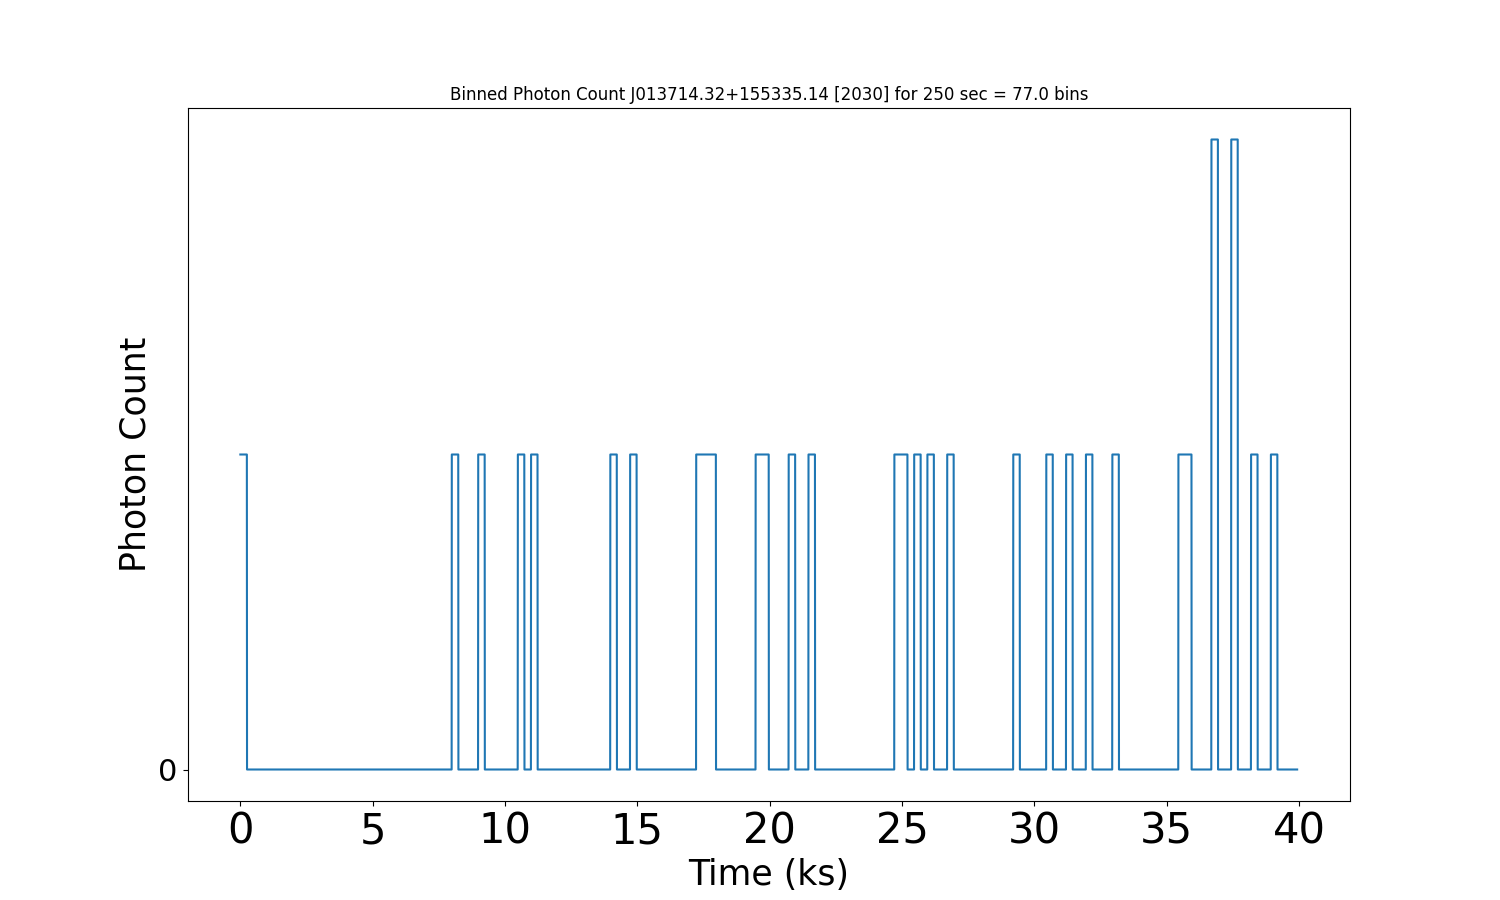 Binned Photon Count J013714.32+155335.14 [2030] for 250 sec = 77.0 bins
Photon Count
0
0 5 10 15 20 25 30 35 40
Time (ks)